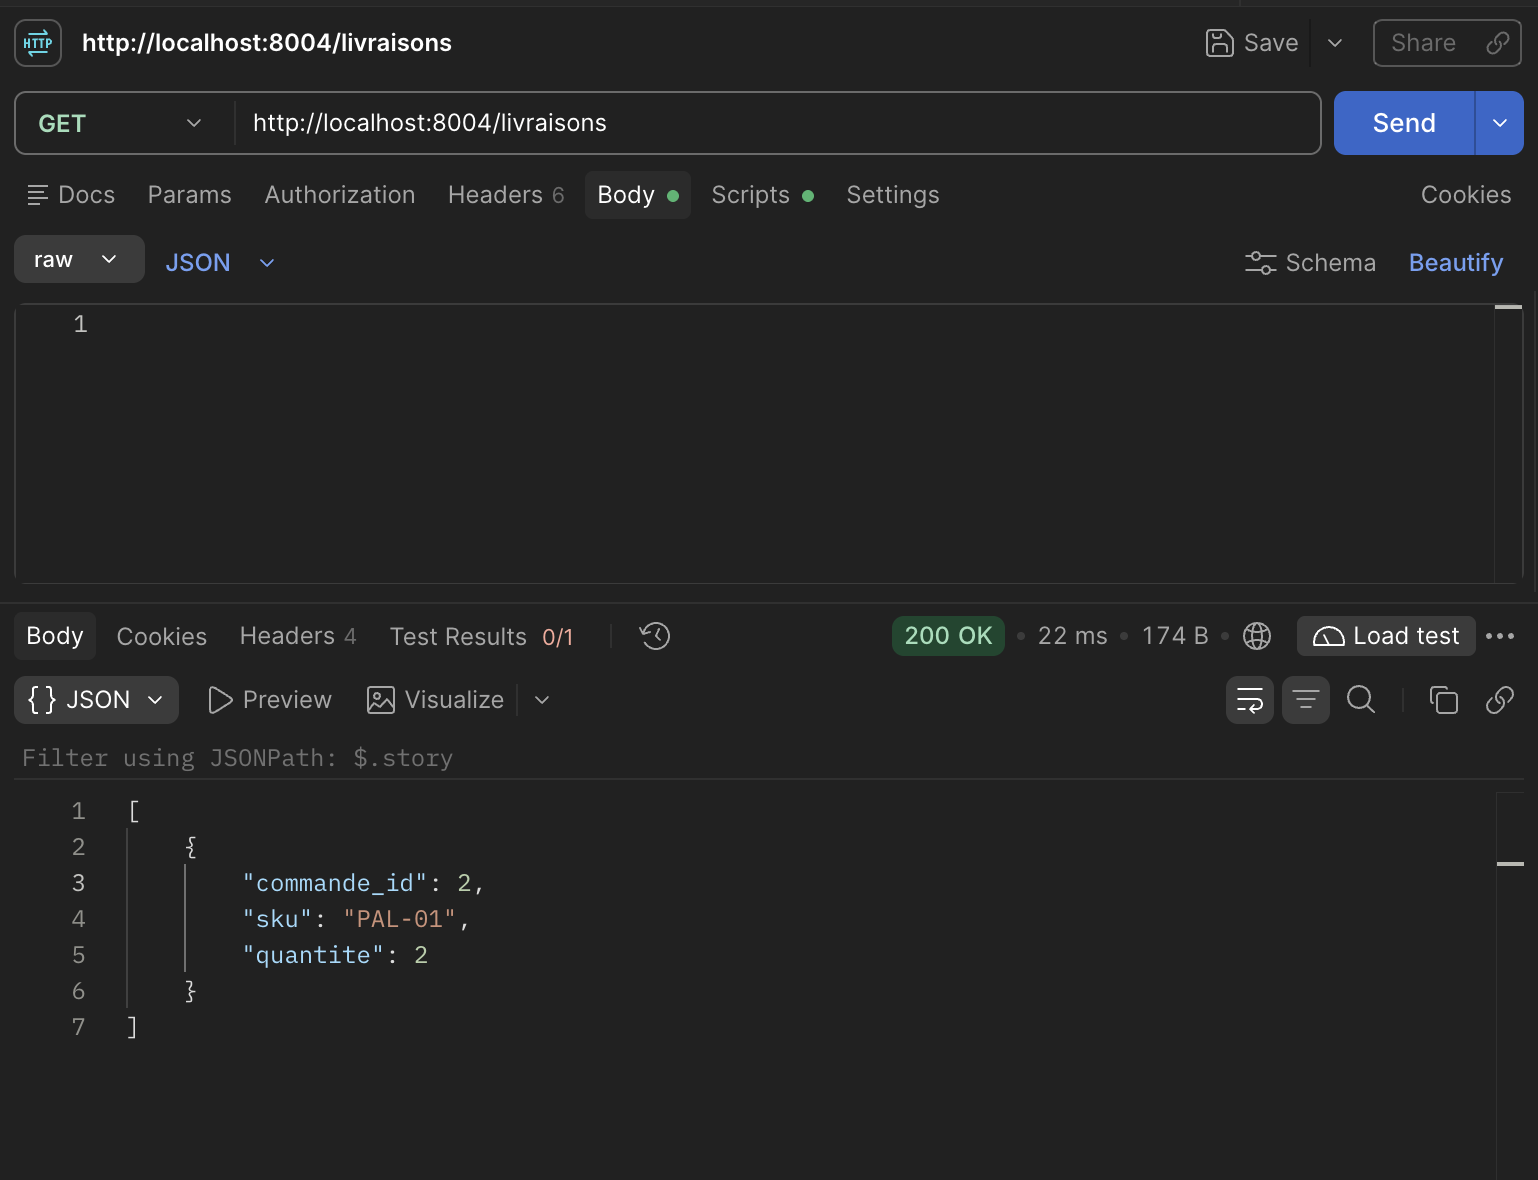 HTTP http://localhost:8004/livraisons Save Share
GET http://localhost:8004/livraisons Send
Docs Params Authorization Headers 6 Body Scripts Settings Cookies
raw JSON Schema Beautify
1
Body Cookies Headers 4 Test Results 0/1 200 OK • 22 ms • 174 B • Load test
{} JSON Preview Visualize
Filter using JSONPath: $.story
1 [
2 {
3 "commande_id": 2,
4 "sku": "PAL-01",
5 "quantite": 2
6 }
7 ]